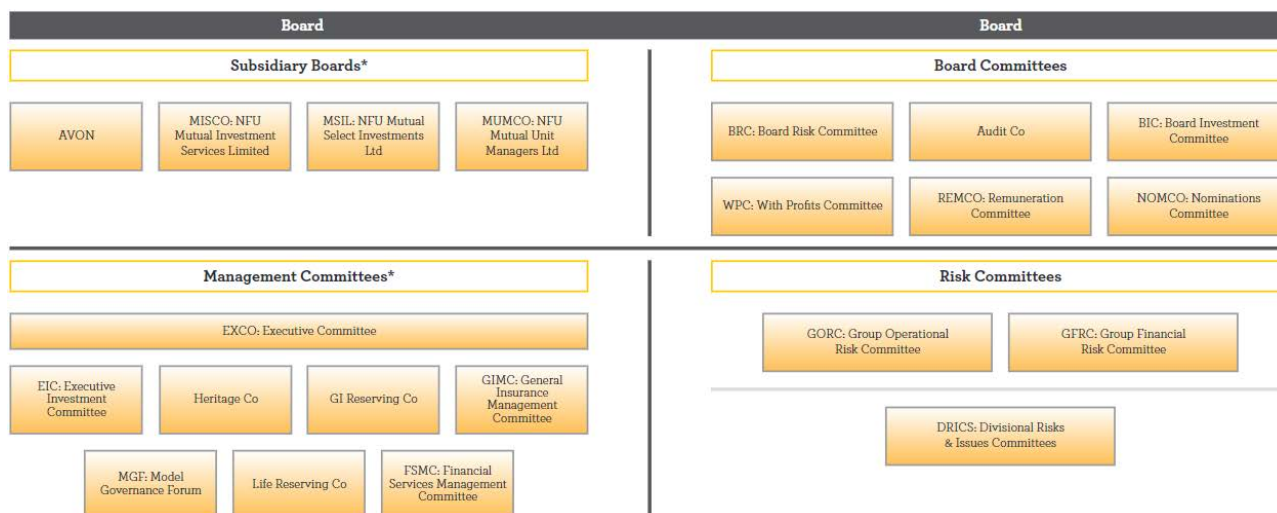 Board
Board
Subsidiary Boards*
AVON
MISCO: NFU
Mutual Investment
Services Limited
MSIL: NFU Mutual
Select Investments
Ltd
MUMCO: NFU
Mutual Unit
Managers Ltd
Board Committees
BRC: Board Risk Committee
Audit Co
BIC: Board Investment
Committee
WPC: With Profits Committee
REMCO: Remuneration
Committee
NOMCO: Nominations
Committee
Management Committees*
EXCO: Executive Committee
EIC: Executive
Investment
Committee
Heritage Co
GI Reserving Co
GIMC: General
Insurance
Management
Committee
MGF: Model
Governance Forum
Life Reserving Co
FSMC: Financial
Services Management
Committee
Risk Committees
GORC: Group Operational
Risk Committee
GFRC: Group Financial
Risk Committee
DRICS: Divisional Risks
& Issues Committees